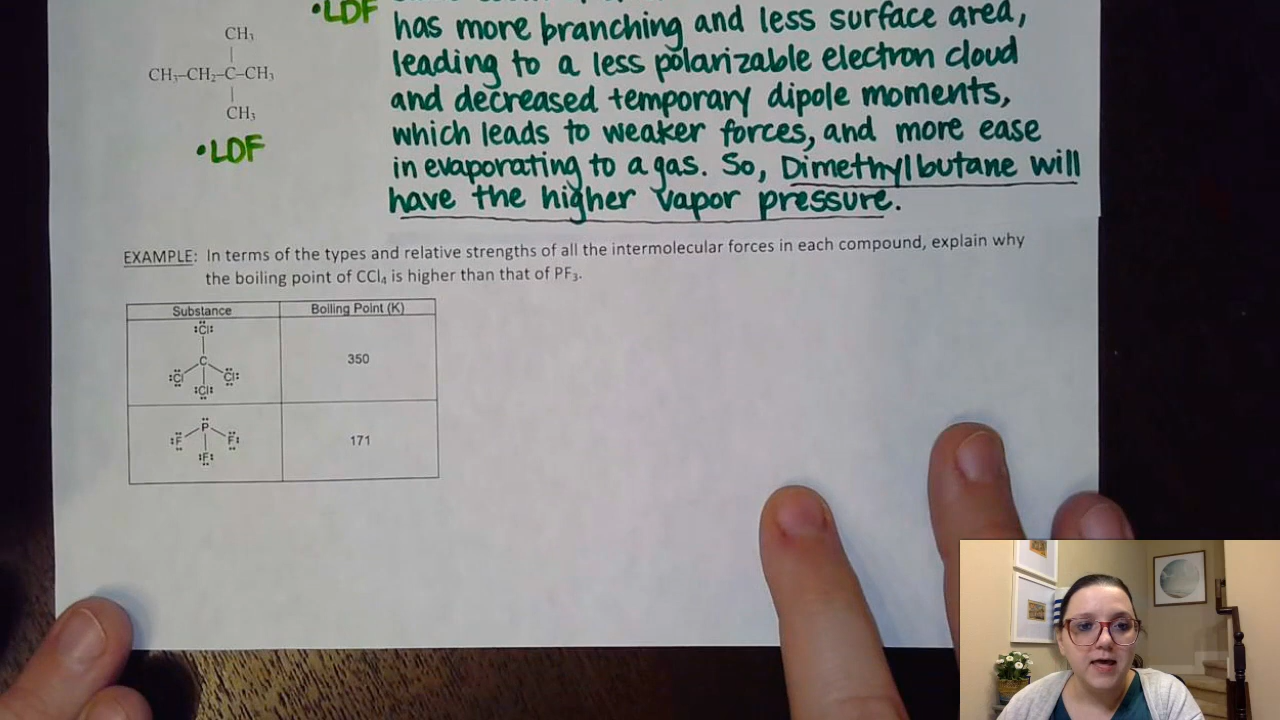 •LDF
has more branching and less surface area,
leading to a less polarizable electron cloud
and decreased temporary dipole moments,
which leads to weaker forces, and more ease
in evaporating to a gas. So, Dimethylbutane will
have the higher vapor pressure.
CH₃
|
CH₃–CH₂–C–CH₃
|
CH₃
•LDF
EXAMPLE: In terms of the types and relative strengths of all the intermolecular forces in each compound, explain why
the boiling point of CCl₄ is higher than that of PF₃.
Substance Boiling Point (K)
:C̈l:
C
:C̈l C̈l:
:C̈l:
350
P̈
:F̈ F̈:
:F̈:
171